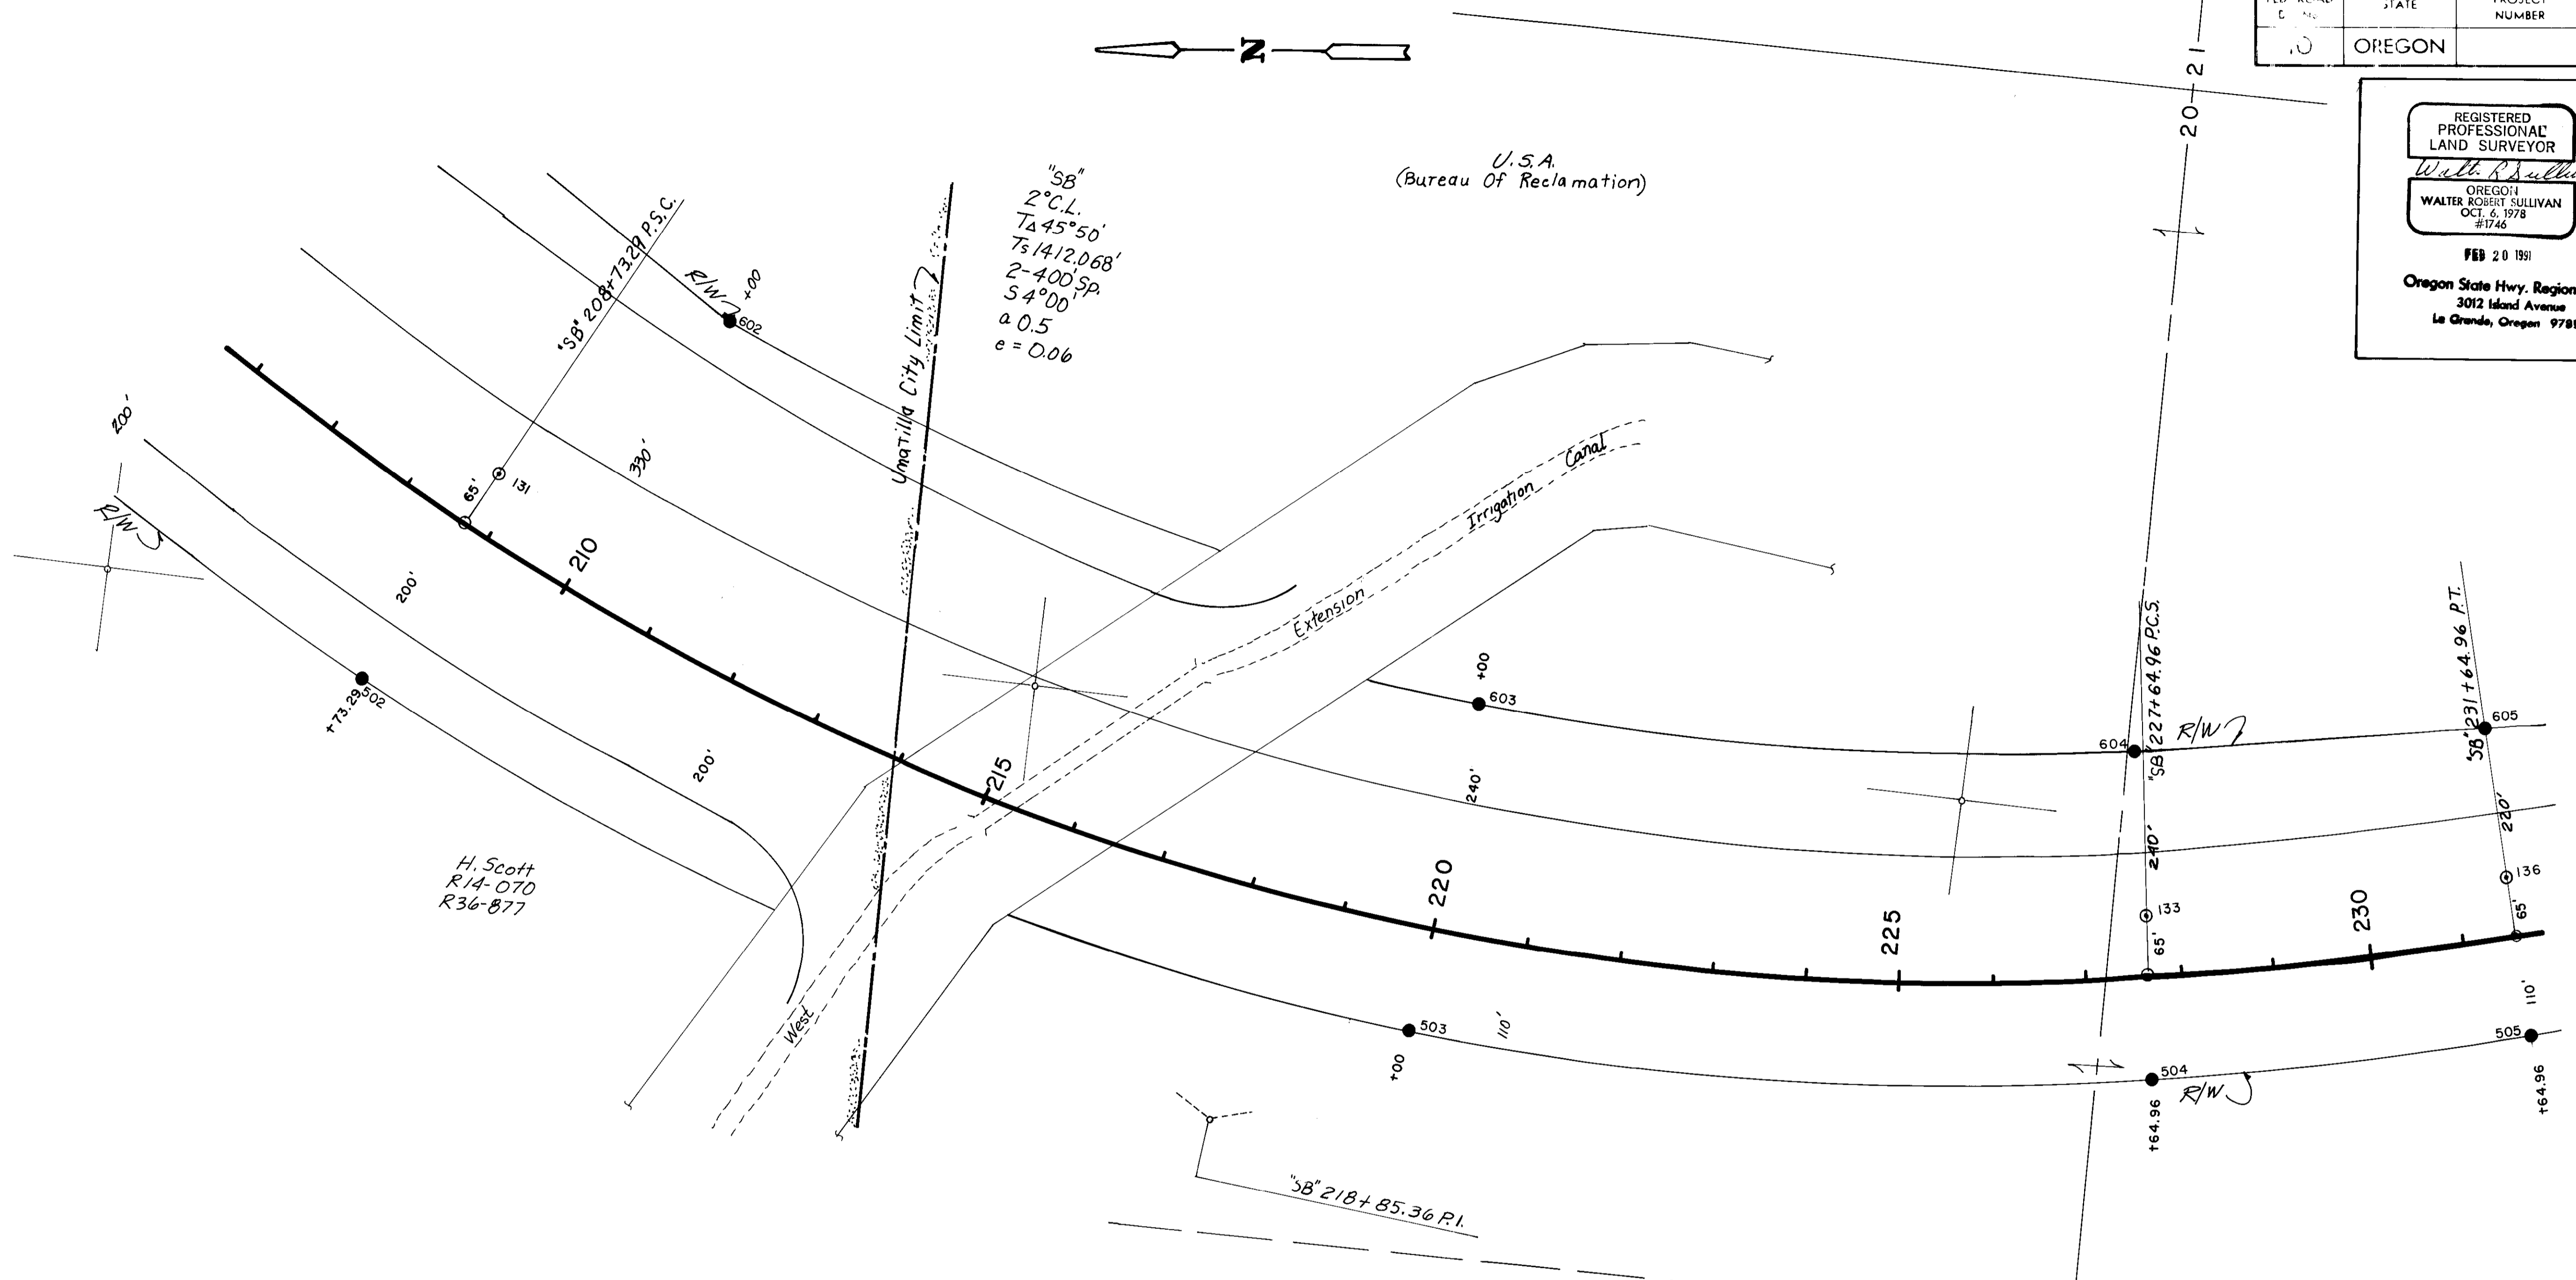 STATE
PROJECT
NUMBER
OREGON
N
20-21
REGISTERED
PROFESSIONAL
LAND SURVEYOR
OREGON
WALTER ROBERT SULLIVAN
OCT. 6, 1978
#1746
FEB 20 1991
Oregon State Hwy. Region
3012 Island Avenue
La Grande, Oregon
U.S.A.
(Bureau Of Reclamation)
"SB"
2° C.L.
T∆ 45°50'
Ts 1412.068'
2-400' Sp.
S 4°00'
a 0.5
e = 0.06
"SB" 208+73.29 P.S.C.
R/W
+00
602
Umatilla City Limit
200'
R/W
65'
131
330'
210
200'
200'
+73.29
502
H. Scott
R14-070
R36-877
215
West
Extension
Irrigation
Canal
+00
603
240'
220
225
230
604
"SB" 227+64.96 P.C.S.
R/W
240'
133
65'
"SB" 231+64.96 P.T.
605
220'
136
65'
110'
505
+64.96
503
+00
110'
504
R/W
+64.96
"SB" 218+85.36 P.I.